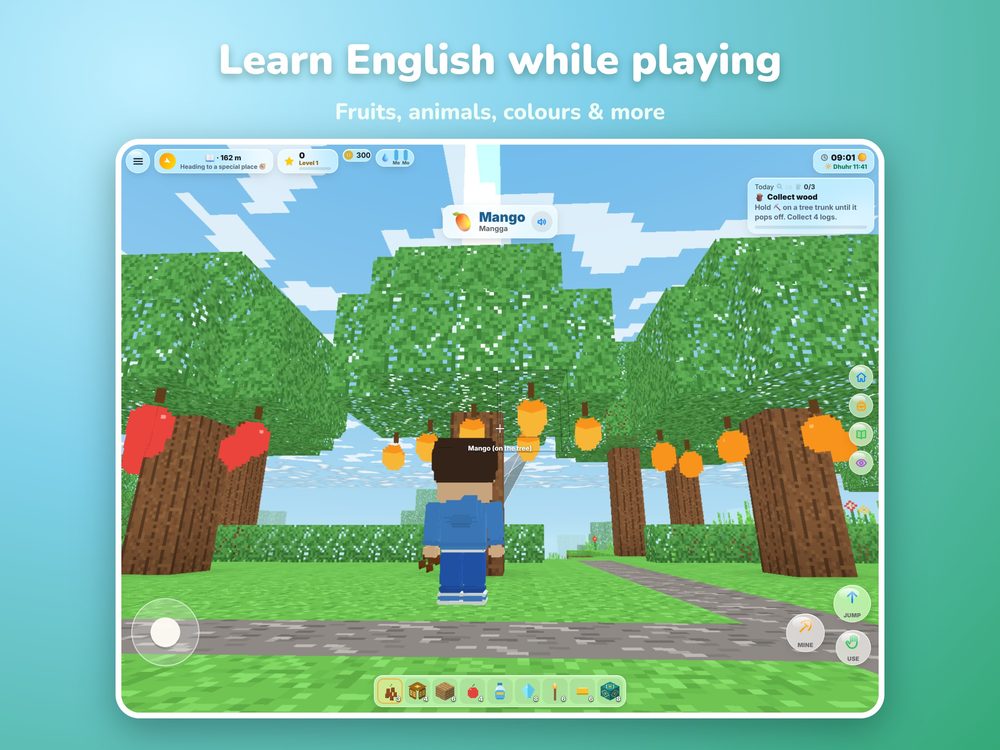 Learn English while playing
Fruits, animals, colours & more
· 162 m
Heading to a special place
0
Level 1
300
Me Mo
09:01
Dhuhr 11:41
Mango
Mangga
Today 0/3
Collect wood
Hold on a tree trunk until it
pops off. Collect 4 logs.
Mango (on the tree)
JUMP
MINE
USE